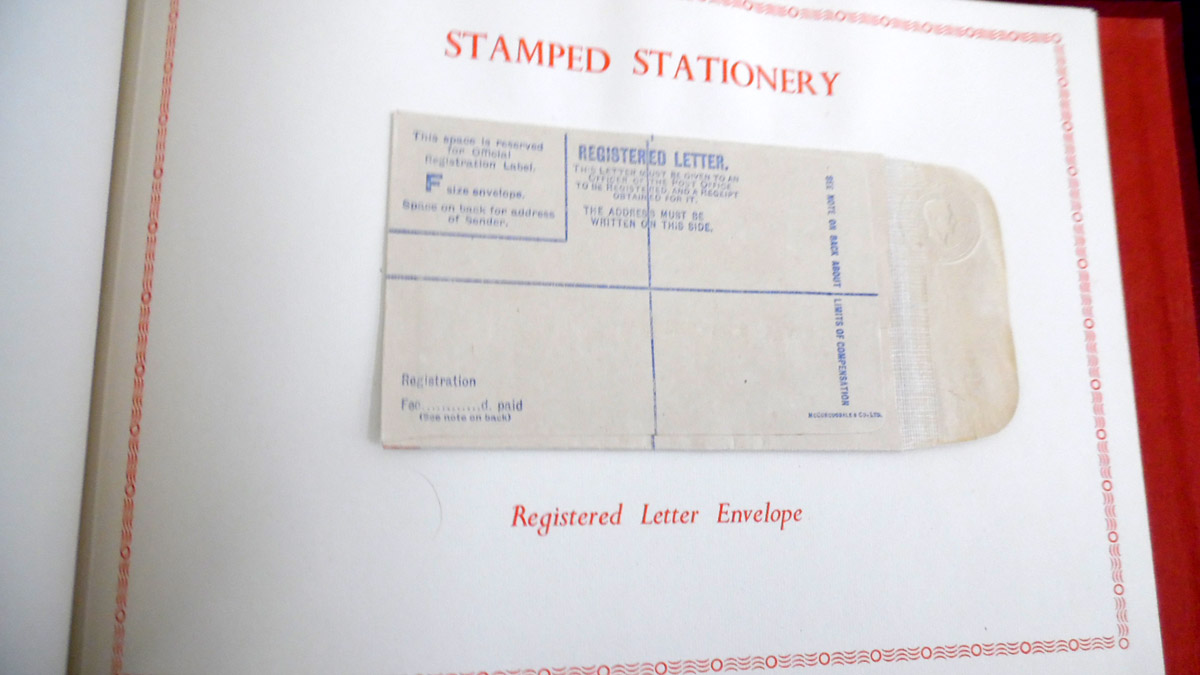 STAMPED STATIONERY
This space is reserved
for Official
Registration Label.
F size envelope.
Space on back for address
of Sender.
REGISTERED LETTER.
THIS LETTER MUST BE GIVEN TO AN
OFFICER OF THE POST OFFICE
TO BE REGISTERED, AND A RECEIPT
OBTAINED FOR IT.
THE ADDRESS MUST BE
WRITTEN ON THIS SIDE.
SEE NOTE ON BACK ABOUT LIMITS OF COMPENSATION
Registration
Fee............d. paid
(See note on back)
MCCORQUODALE & CO. LTD.
Registered Letter Envelope